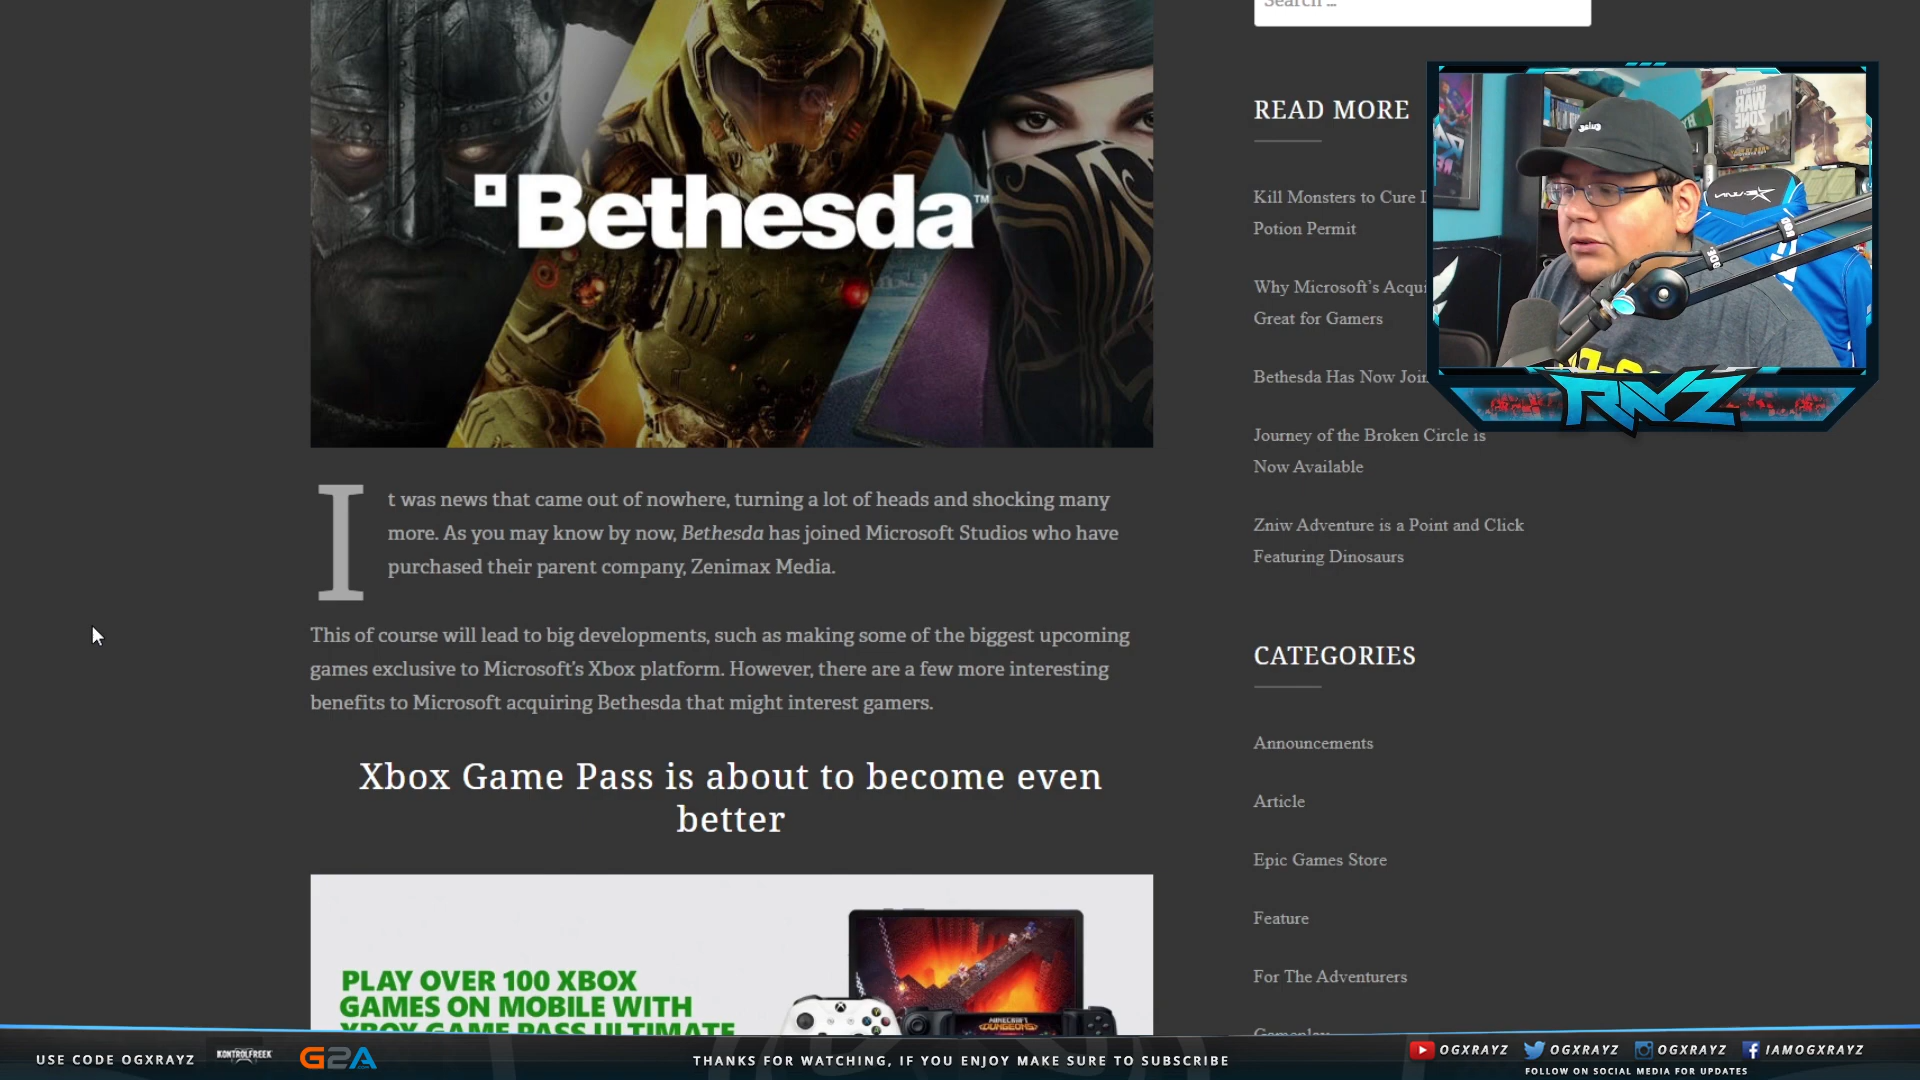 Search ...
Bethesda™
READ MORE
Kill Monsters to Cure
Potion Permit
Why Microsoft's
Great for Gamers
Bethesda Has Now
Journey of the Broken Circle is
Now Available
Zniw Adventure is a Point and Click
Featuring Dinosaurs
CALL OF DUTY
WAR
ZONE
RAYZ
It was news that came out of nowhere, turning a lot of heads and shocking many
more. As you may know by now, Bethesda has joined Microsoft Studios who have
purchased their parent company, Zenimax Media.
This of course will lead to big developments, such as making some of the biggest upcoming
games exclusive to Microsoft's Xbox platform. However, there are a few more interesting
benefits to Microsoft acquiring Bethesda that might interest gamers.
Xbox Game Pass is about to become even
better
PLAY OVER 100 XBOX
GAMES ON MOBILE WITH
XBOX GAME PASS ULTIMATE
MINECRAFT
DUNGEONS
CATEGORIES
Announcements
Article
Epic Games Store
Feature
For The Adventurers
Gameplay
USE CODE OGXRAYZ
KONTROLFREEK
G2A
THANKS FOR WATCHING, IF YOU ENJOY MAKE SURE TO SUBSCRIBE
OGXRAYZ OGXRAYZ OGXRAYZ IAMOGXRAYZ
FOLLOW ON SOCIAL MEDIA FOR UPDATES